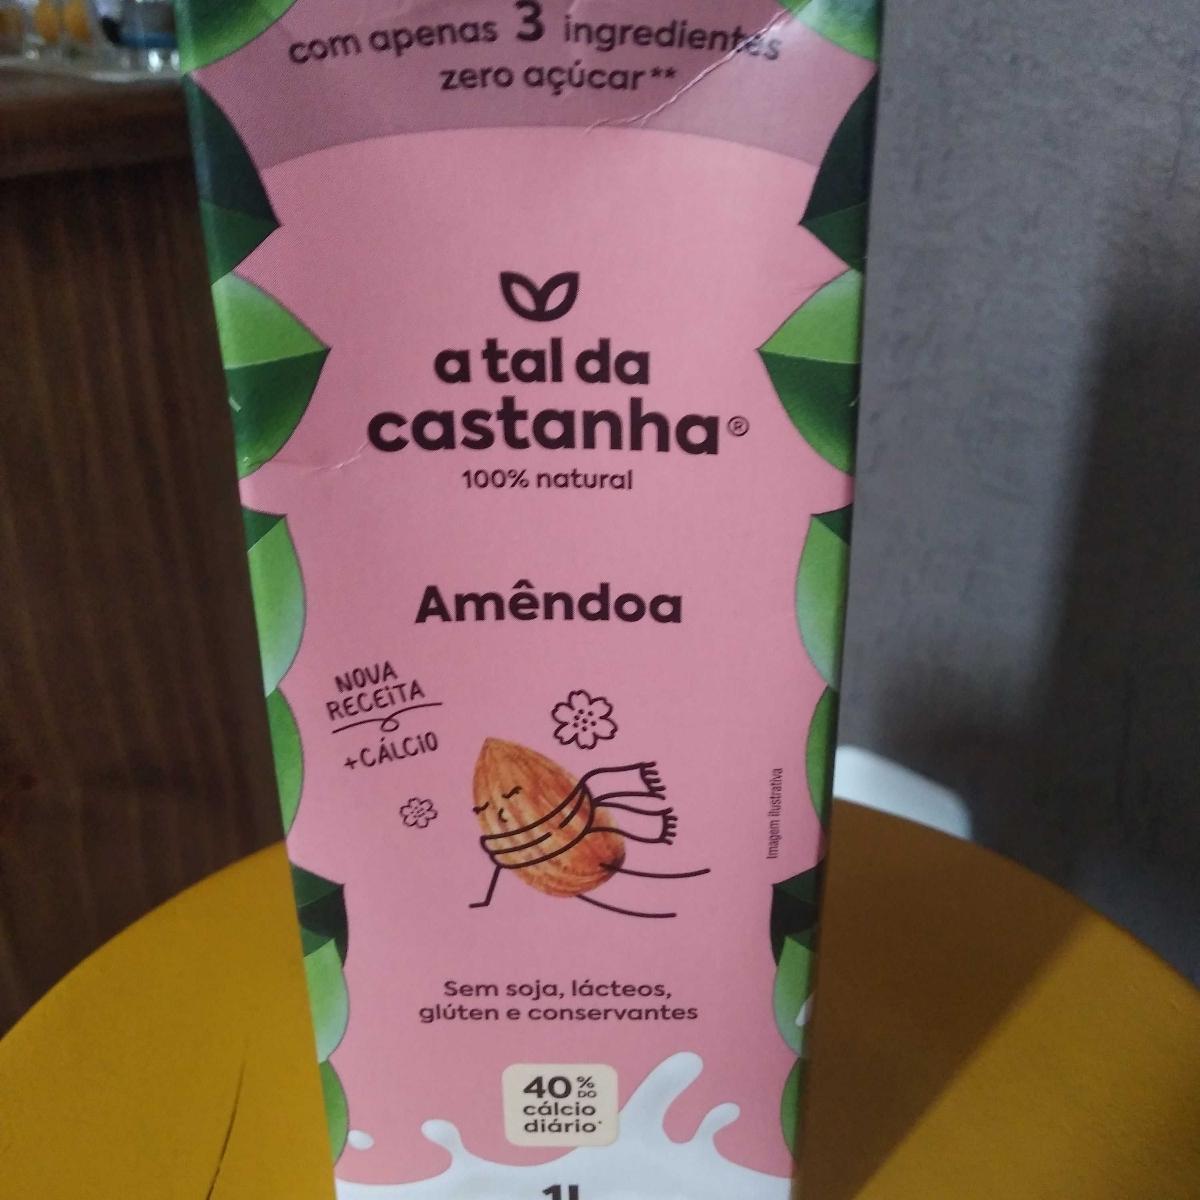 com apenas 3 ingredientes
zero açúcar**
a tal da
castanha®
100% natural
Amêndoa
NOVA
RECEITA
+CÁLCIO
Imagem ilustrativa
Sem soja, lácteos,
glúten e conservantes
40% DO
cálcio
diário*
1L